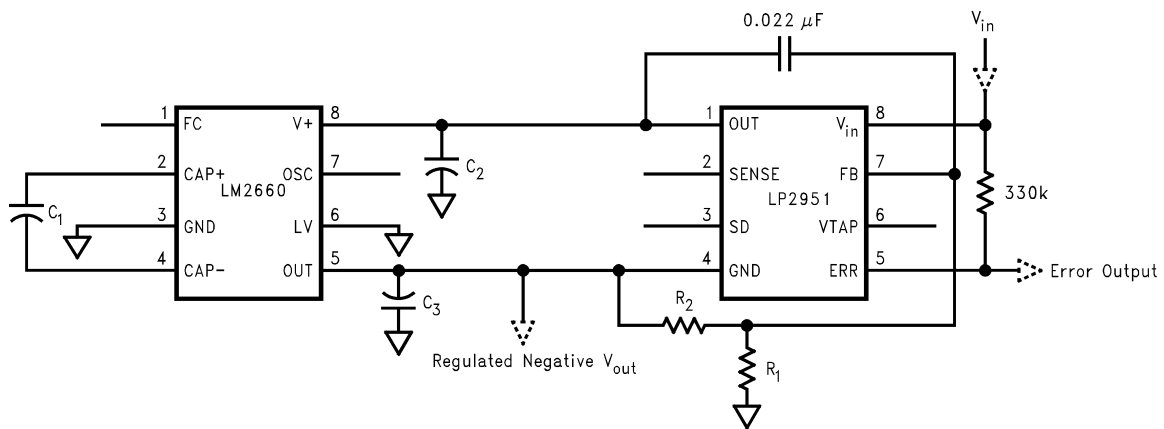 0.022 μF
V_in
1 FC V+ 8
2 CAP+ OSC 7
LM2660
3 GND LV 6
4 CAP- OUT 5
C_1
C_2
C_3
1 OUT V_in 8
2 SENSE FB 7
LP2951
3 SD VTAP 6
4 GND ERR 5
330k
Error Output
R_2
R_1
Regulated Negative V_out